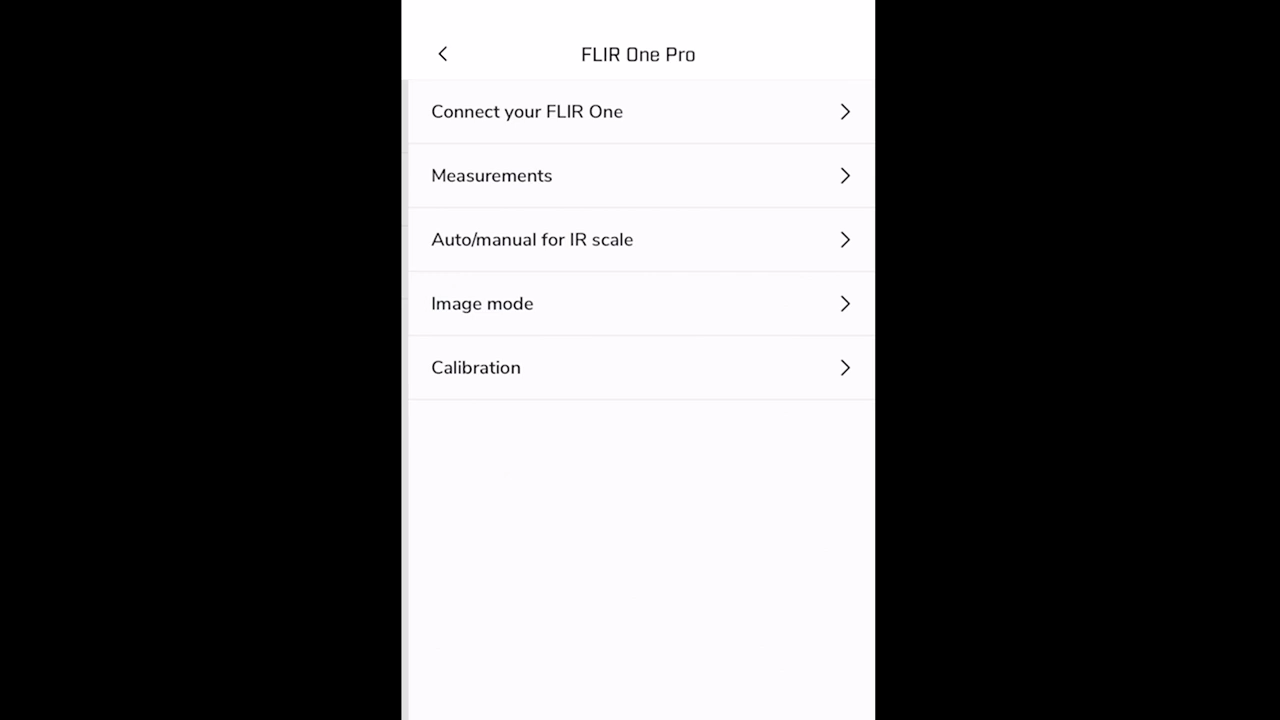 FLIR One Pro
Connect your FLIR One
Measurements
Auto/manual for IR scale
Image mode
Calibration